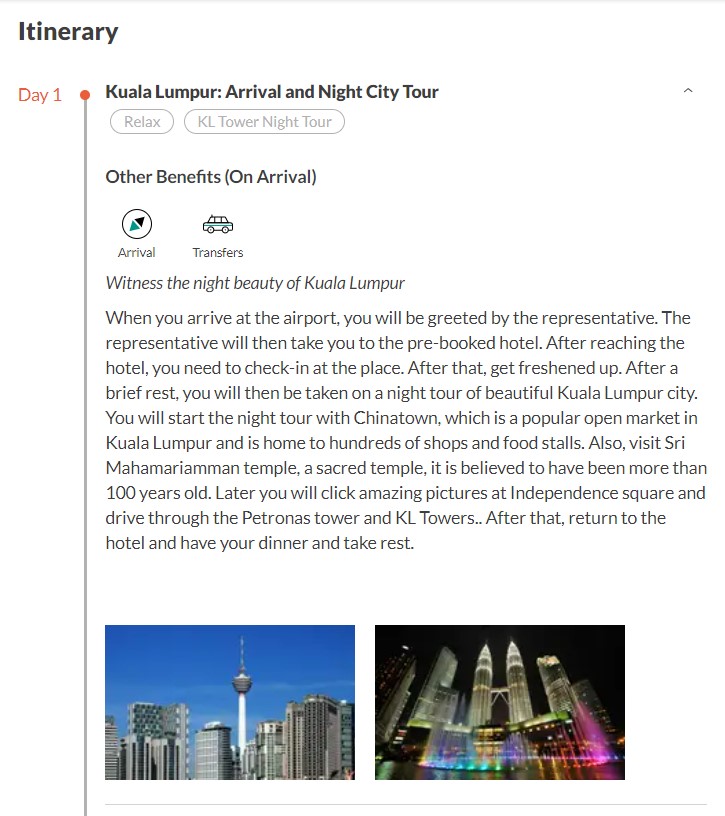 Itinerary
Day 1
Kuala Lumpur: Arrival and Night City Tour
Relax
KL Tower Night Tour
Other Benefits (On Arrival)
Arrival
Transfers
Witness the night beauty of Kuala Lumpur
When you arrive at the airport, you will be greeted by the representative. The
representative will then take you to the pre-booked hotel. After reaching the
hotel, you need to check-in at the place. After that, get freshened up. After a
brief rest, you will then be taken on a night tour of beautiful Kuala Lumpur city.
You will start the night tour with Chinatown, which is a popular open market in
Kuala Lumpur and is home to hundreds of shops and food stalls. Also, visit Sri
Mahamariamman temple, a sacred temple, it is believed to have been more than
100 years old. Later you will click amazing pictures at Independence square and
drive through the Petronas tower and KL Towers.. After that, return to the
hotel and have your dinner and take rest.